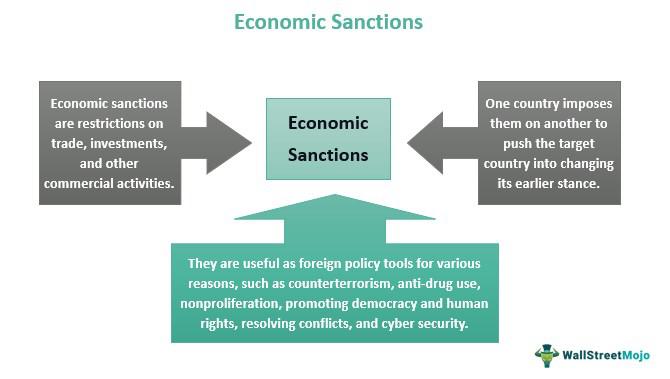 Economic Sanctions
Economic sanctions
are restrictions on
trade, investments,
and other
commercial activities.
Economic
Sanctions
One country imposes
them on another to
push the target
country into changing
its earlier stance.
They are useful as foreign policy tools for various
reasons, such as counterterrorism, anti-drug use,
nonproliferation, promoting democracy and human
rights, resolving conflicts, and cyber security.
WallStreetMojo